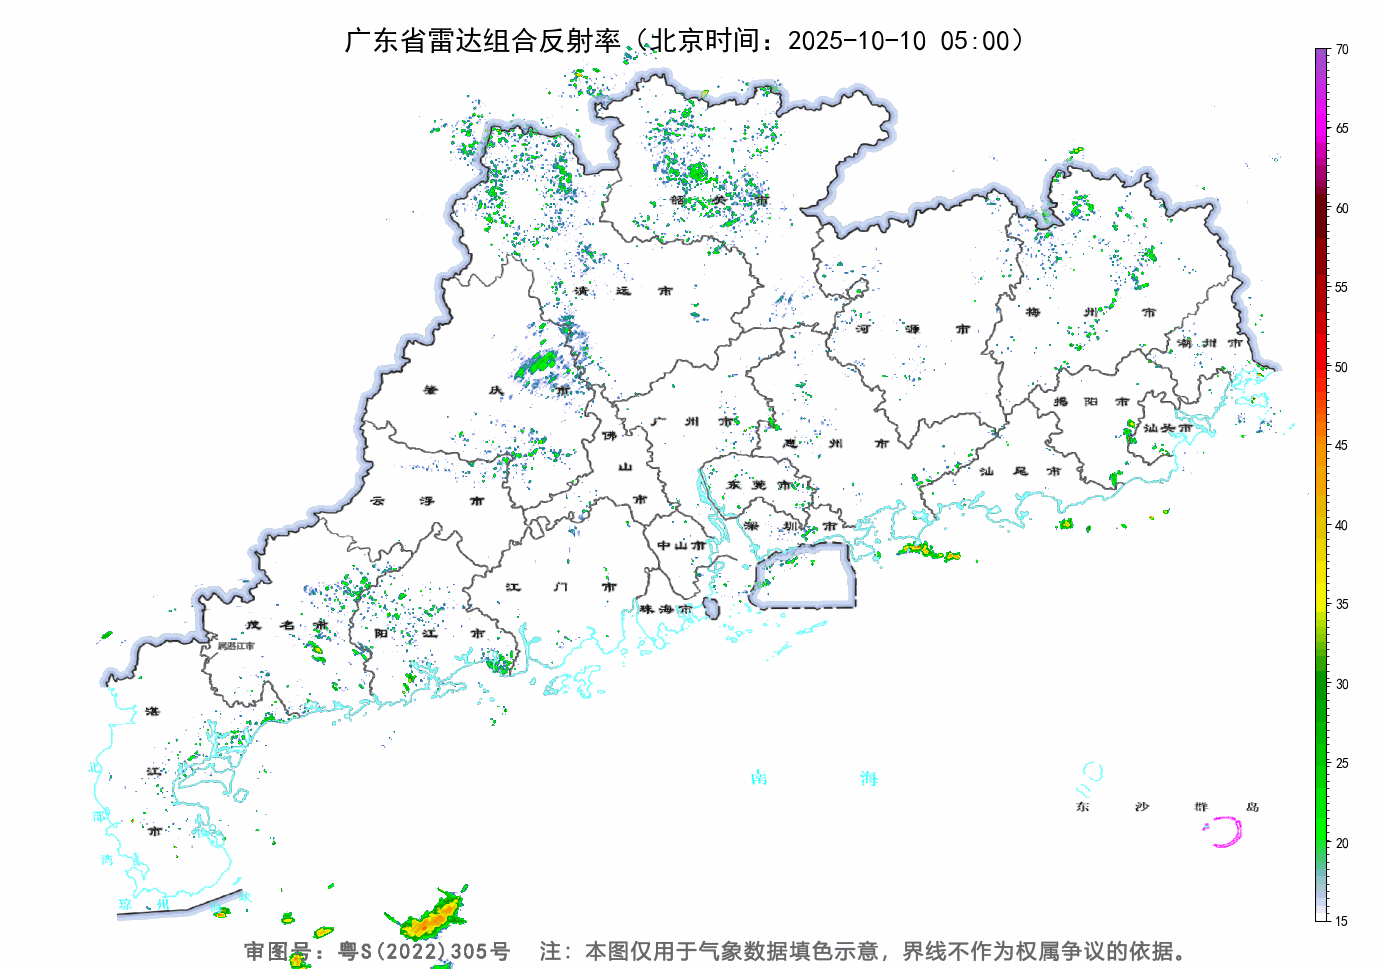 广东省雷达组合反射率（北京时间：2025-10-10 05:00）
70
65
60
55
50
45
40
35
30
25
20
15
韶关市
清远市
河源市
梅州市
潮州市
肇庆市
揭阳市
汕头市
广州市
佛山市
惠州市
汕尾市
云浮市
东莞市
深圳市
中山市
江门市
珠海市
茂名市
阳江市
属湛江市
湛江市
北部湾
琼州海峡
南海
东沙群岛
审图号：粤S(2022)305号 注：本图仅用于气象数据填色示意，界线不作为权属争议的依据。